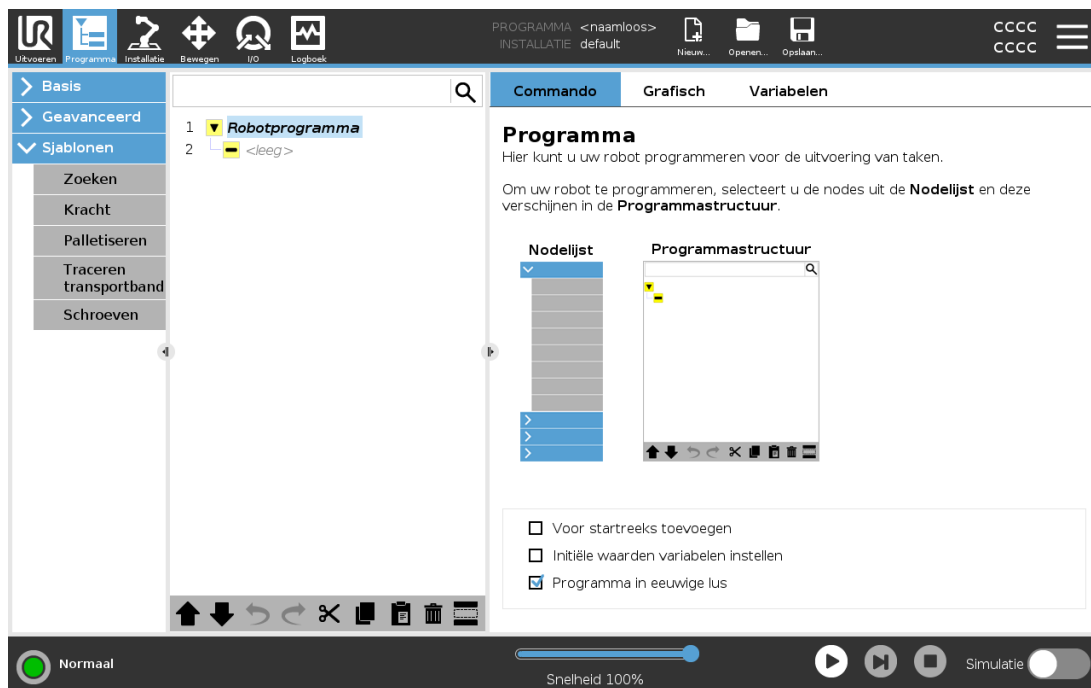 PROGRAMMA <naamloos>
INSTALLATIE default
UR
Uitvoeren
Programma
Installatie
Bewegen
I/O
Logboek
Nieuw...
Openen...
Opslaan...
CCCC
CCCC
Basis
Geavanceerd
Sjablonen
Zoeken
Kracht
Palletiseren
Traceren
transportband
Schroeven
1 Robotprogramma
2 <leeg>
Commando
Grafisch
Variabelen
Programma
Hier kunt u uw robot programmeren voor de uitvoering van taken.
Om uw robot te programmeren, selecteert u de nodes uit de Nodelijst en deze
verschijnen in de Programmastructuur.
Nodelijst
Programmastructuur
Voor startreeks toevoegen
Initiële waarden variabelen instellen
Programma in eeuwige lus
Normaal
Snelheid 100%
Simulatie